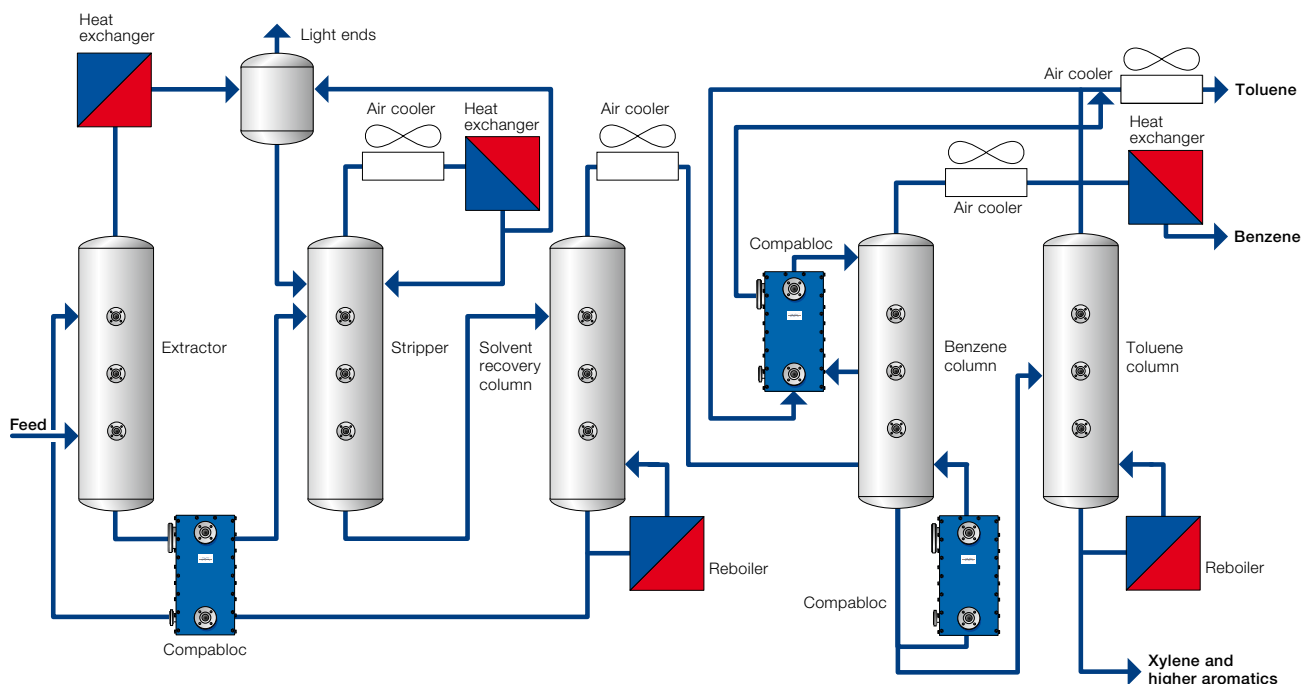 Heat
exchanger
Light ends
Air cooler
Heat
exchanger
Air cooler
Air cooler
Toluene
Heat
exchanger
Air cooler
Benzene
Compabloc
Extractor
Stripper
Solvent
recovery
column
Benzene
column
Toluene
column
Feed
Reboiler
Reboiler
Compabloc
Compabloc
Xylene and
higher aromatics